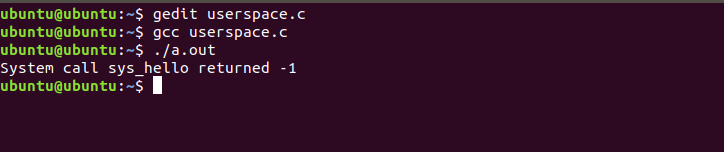 ubuntu@ubuntu:~$ gedit userspace.c
ubuntu@ubuntu:~$ gcc userspace.c
ubuntu@ubuntu:~$ ./a.out
System call sys_hello returned -1
ubuntu@ubuntu:~$